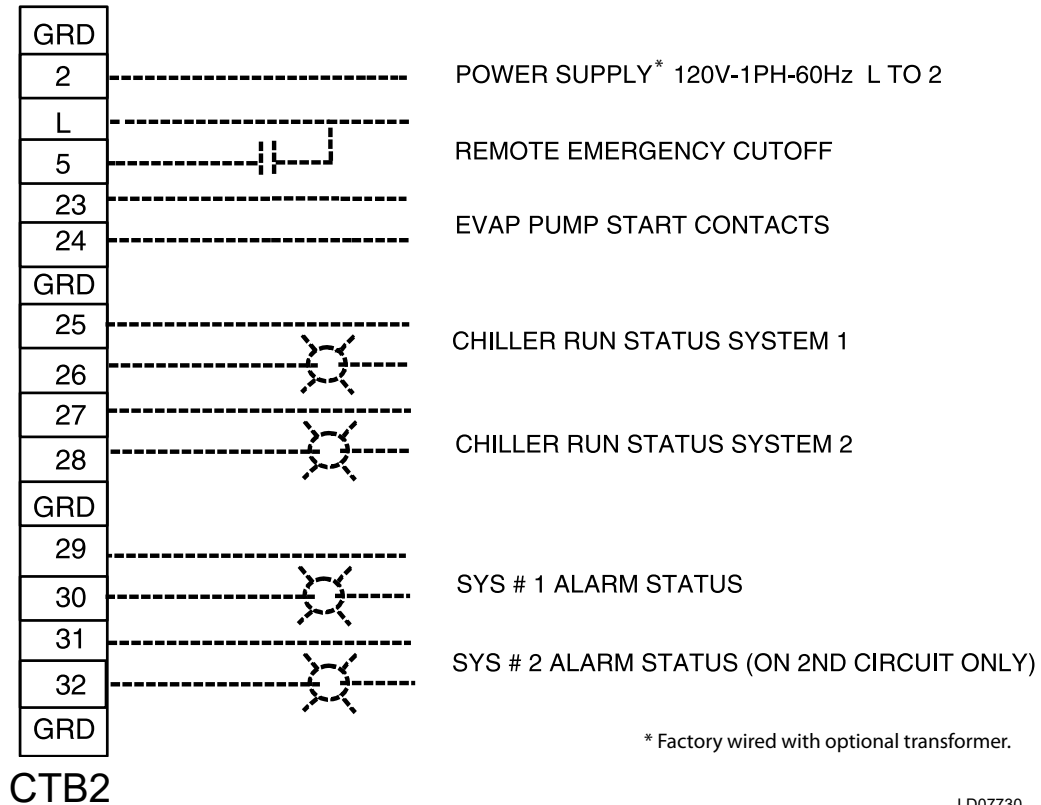 GRD
2 POWER SUPPLY* 120V-1PH-60Hz L TO 2
L
5 REMOTE EMERGENCY CUTOFF
23
24 EVAP PUMP START CONTACTS
GRD
25
CHILLER RUN STATUS SYSTEM 1
26
27
CHILLER RUN STATUS SYSTEM 2
28
GRD
29
30 SYS # 1 ALARM STATUS
31
SYS # 2 ALARM STATUS (ON 2ND CIRCUIT ONLY)
32
GRD
* Factory wired with optional transformer.
CTB2
LD07730